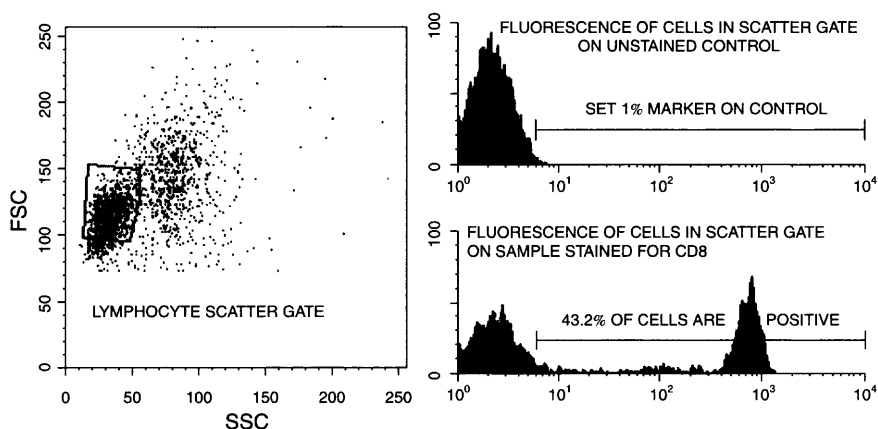 250
200
150
100
50
0
FSC
LYMPHOCYTE SCATTER GATE
0 50 100 150 200 250
SSC
100
FLUORESCENCE OF CELLS IN SCATTER GATE
ON UNSTAINED CONTROL
SET 1% MARKER ON CONTROL
0
10⁰ 10¹ 10² 10³ 10⁴
100
FLUORESCENCE OF CELLS IN SCATTER GATE
ON SAMPLE STAINED FOR CD8
43.2% OF CELLS ARE POSITIVE
0
10⁰ 10¹ 10² 10³ 10⁴